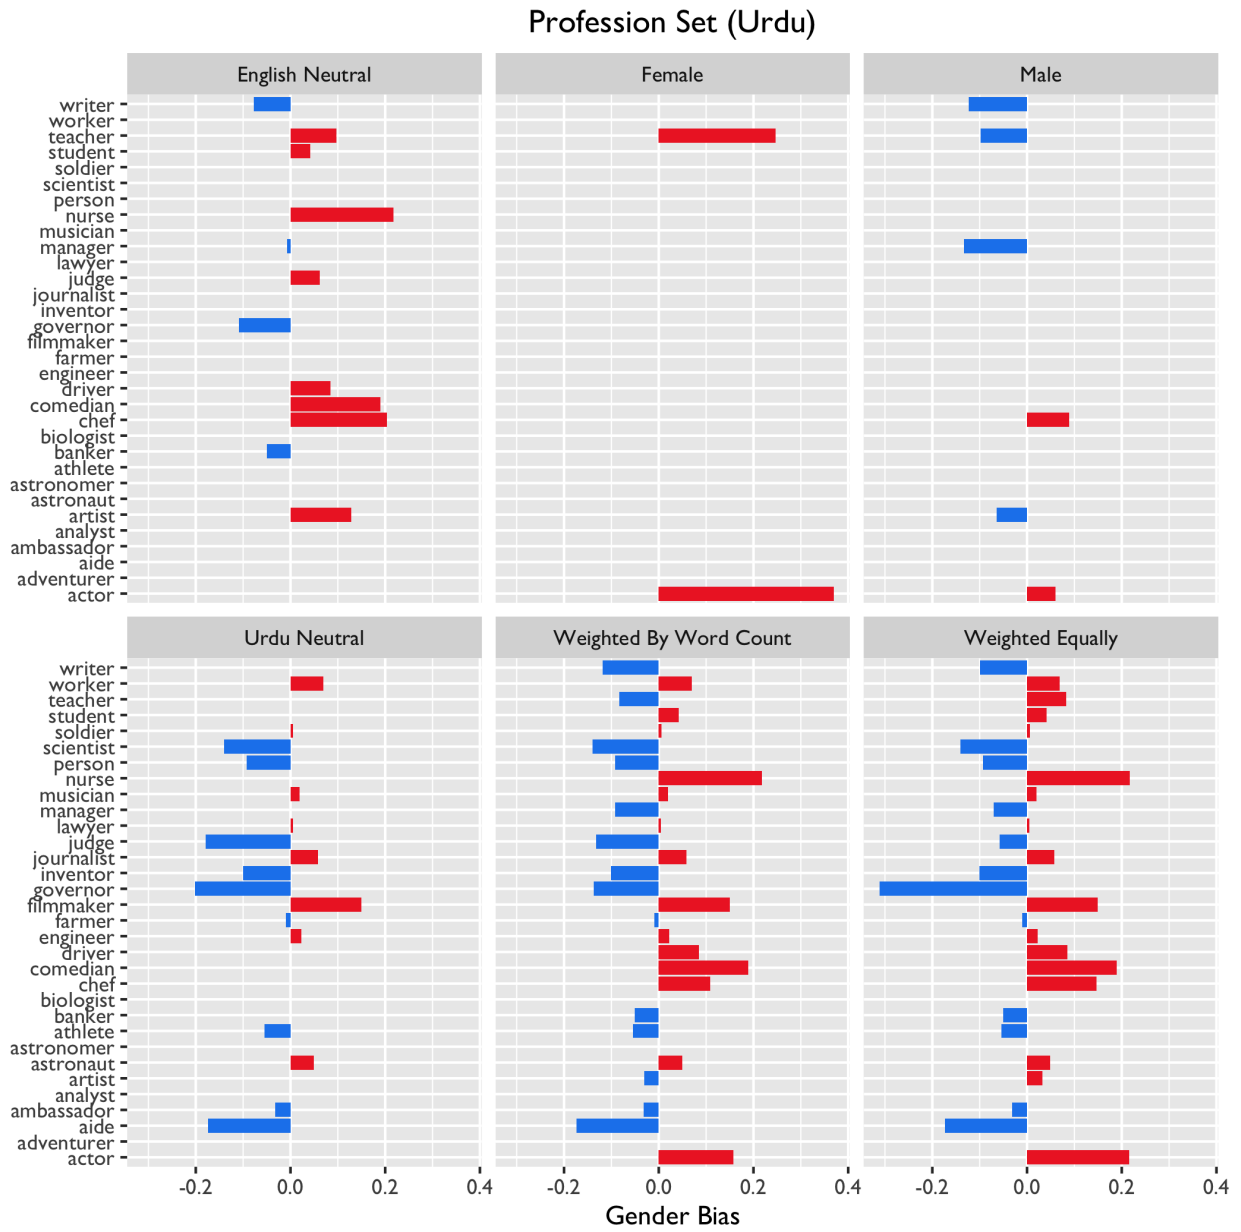 Profession Set (Urdu)
English Neutral
Female
Male
writer
worker
teacher
student
soldier
scientist
person
nurse
musician
manager
lawyer
judge
journalist
inventor
governor
filmmaker
farmer
engineer
driver
comedian
chef
biologist
banker
athlete
astronomer
astronaut
artist
analyst
ambassador
aide
adventurer
actor
Urdu Neutral
Weighted By Word Count
Weighted Equally
writer
worker
teacher
student
soldier
scientist
person
nurse
musician
manager
lawyer
judge
journalist
inventor
governor
filmmaker
farmer
engineer
driver
comedian
chef
biologist
banker
athlete
astronomer
astronaut
artist
analyst
ambassador
aide
adventurer
actor
-0.2 0.0 0.2 0.4 -0.2 0.0 0.2 0.4 -0.2 0.0 0.2 0.4
Gender Bias